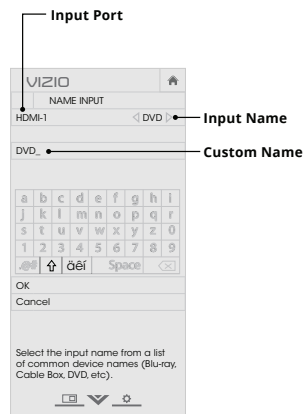 Input Port
VIZIO
NAME INPUT
HDMI-1 DVD Input Name
DVD_ Custom Name
a b c d e f g h i
j k l m n o p q r
s t u v w x y z 0
1 2 3 4 5 6 7 8 9
.@# äêí Space
OK
Cancel
Select the input name from a list
of common device names (Blu-ray,
Cable Box, DVD, etc).